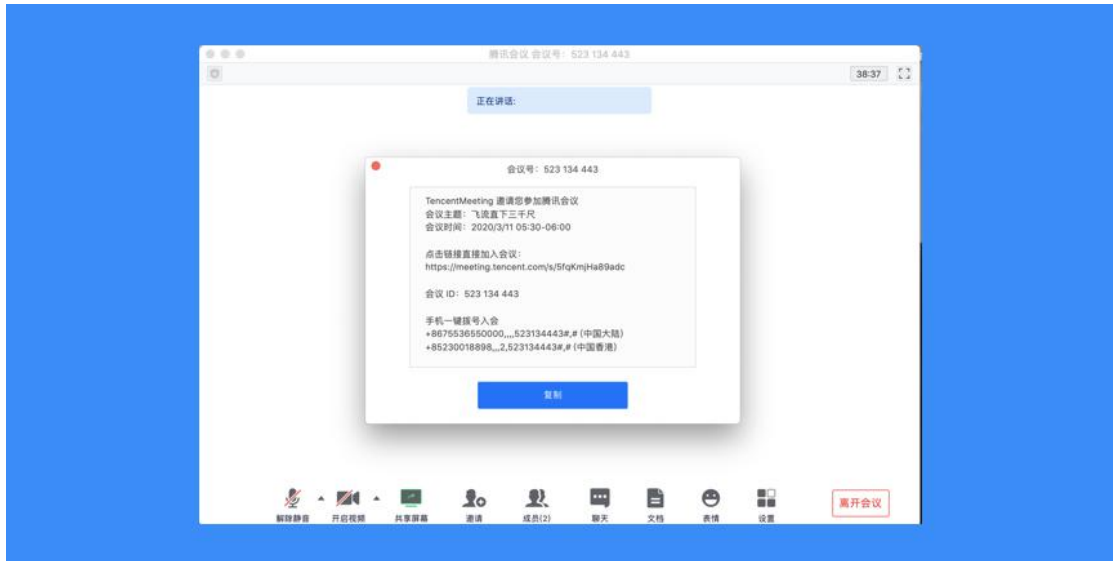 腾讯会议 会议号：523 134 443
38:37
正在讲话:
会议号：523 134 443
TencentMeeting 邀请您参加腾讯会议
会议主题：飞流直下三千尺
会议时间：2020/3/11 05:30-06:00
点击链接直接加入会议：
https://meeting.tencent.com/s/5fqKmjHa89adc
会议 ID：523 134 443
手机一键拨号入会
+8675536550000,,,,523134443#,# (中国大陆)
+85230018898,,,2,523134443#,# (中国香港)
复制
解除静音 开启视频 共享屏幕 邀请 成员(2) 聊天 文档 表情 设置 离开会议